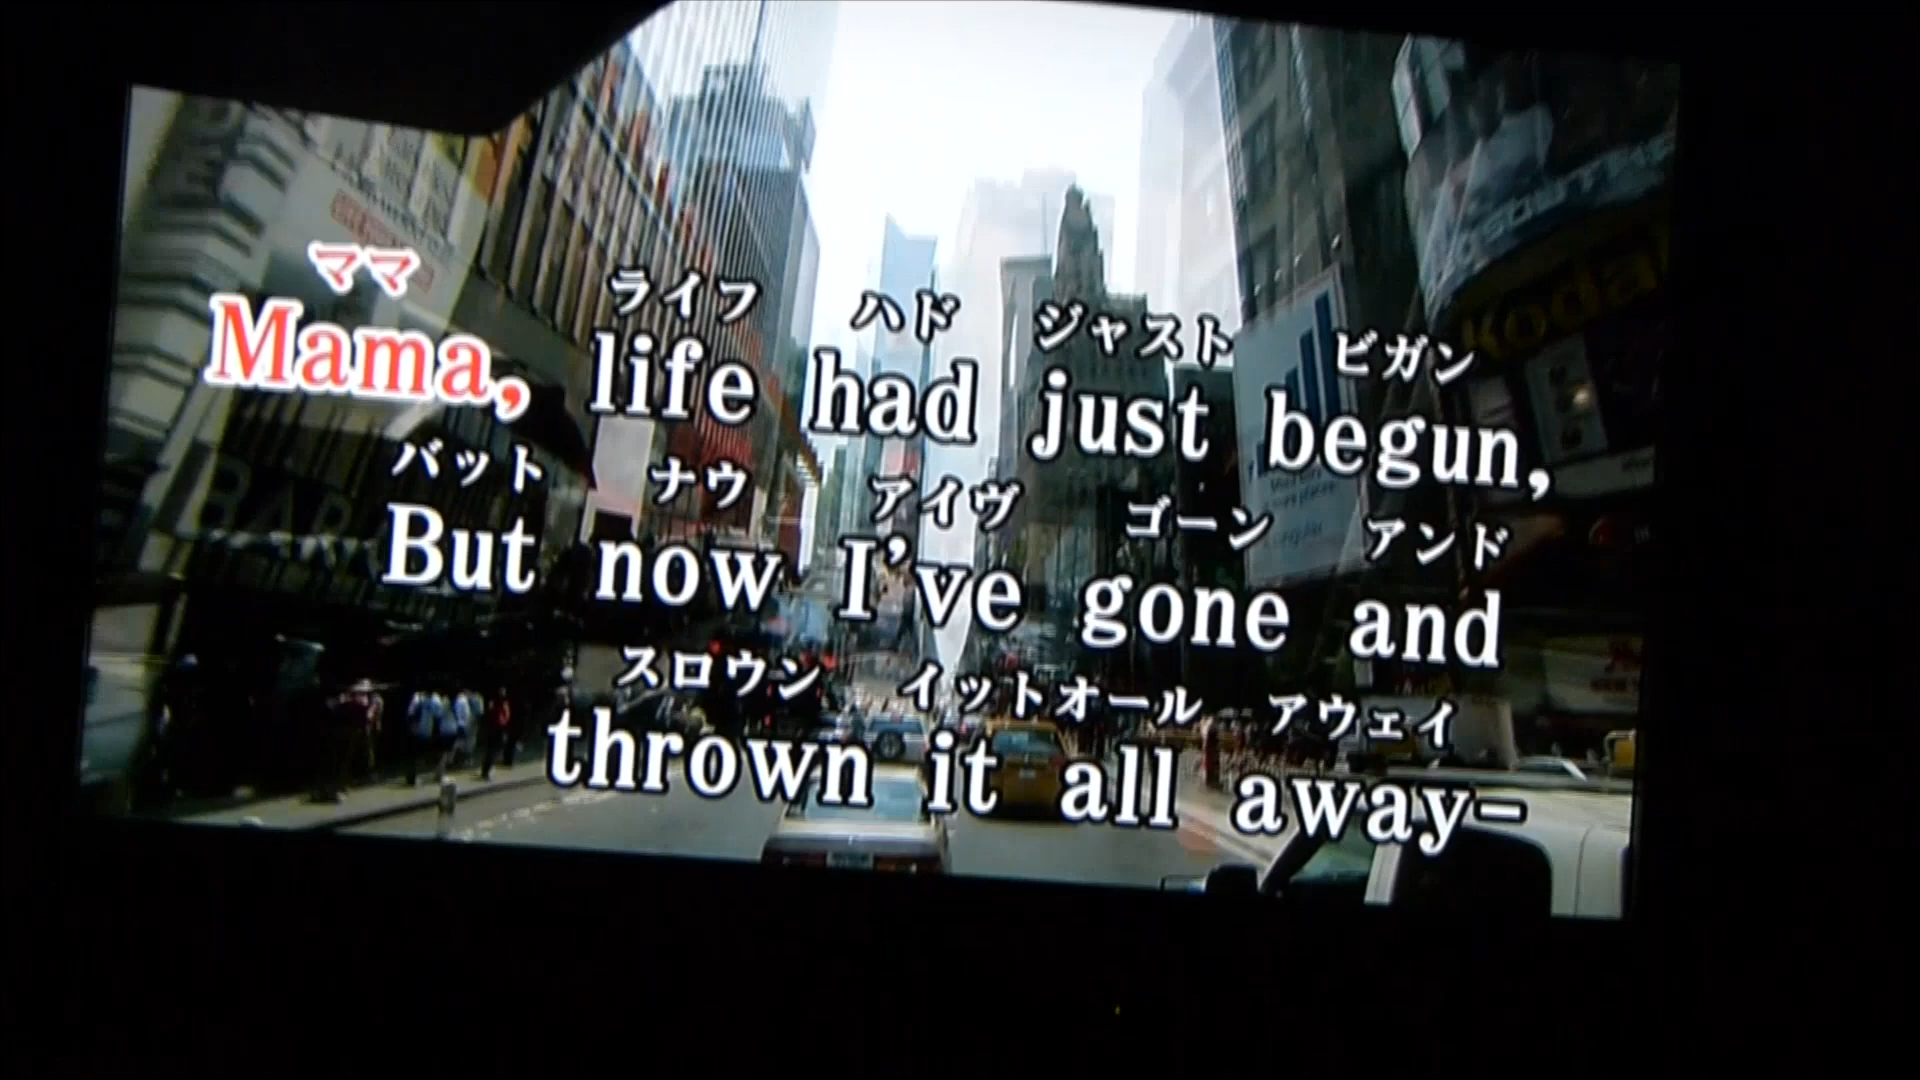 ママ ライフ ハド ジャスト ビガン
Mama, life had just begun,
バット ナウ アイヴ ゴーン アンド
But now I've gone and
スロウン イットオール アウェイ
thrown it all away-
Kodak